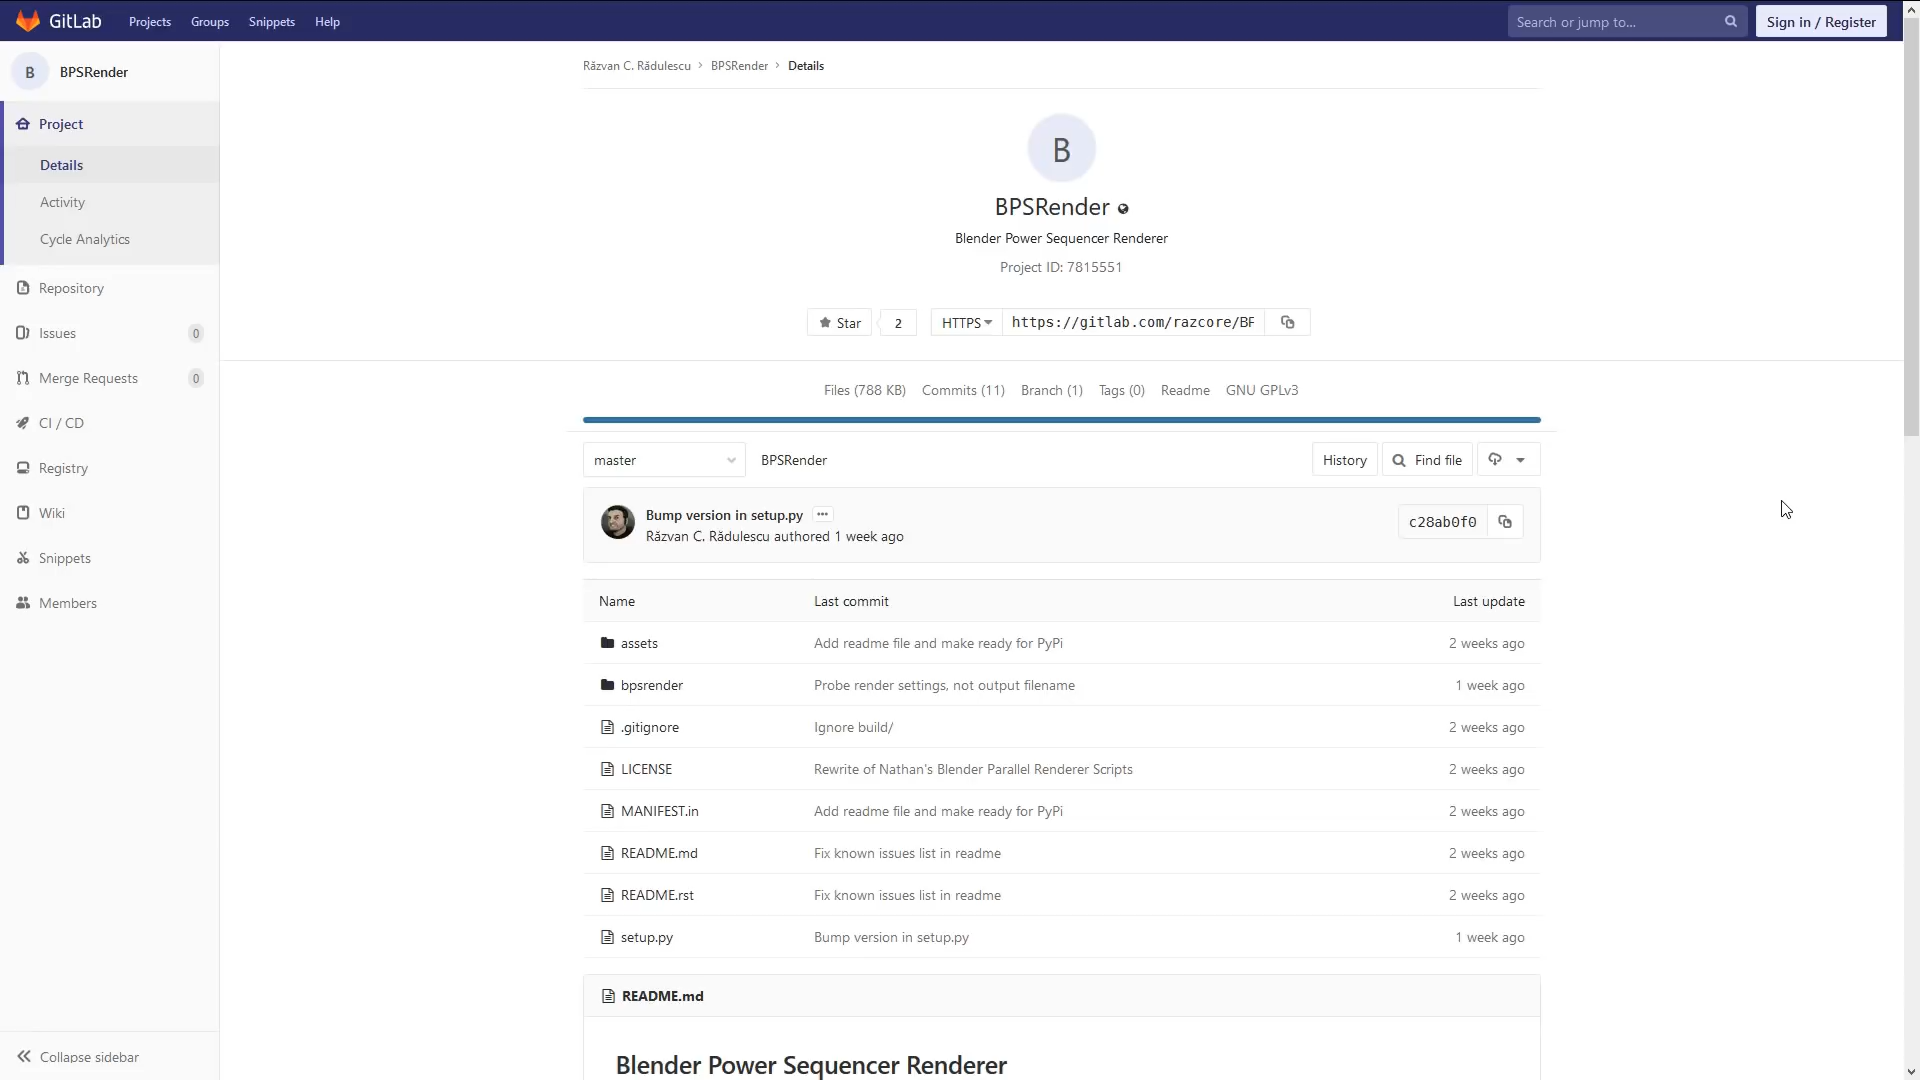 GitLab Projects Groups Snippets Help Search or jump to... Sign in / Register
B BPSRender
Project
Details
Activity
Cycle Analytics
Repository
Issues 0
Merge Requests 0
CI / CD
Registry
Wiki
Snippets
Members
Collapse sidebar
Răzvan C. Rădulescu › BPSRender › Details
B
BPSRender
Blender Power Sequencer Renderer
Project ID: 7815551
Star 2 HTTPS https://gitlab.com/razcore/BF
Files (788 KB) Commits (11) Branch (1) Tags (0) Readme GNU GPLv3
master BPSRender History Find file
Bump version in setup.py ...
Răzvan C. Rădulescu authored 1 week ago
c28ab0f0
Name Last commit Last update
assets Add readme file and make ready for PyPi 2 weeks ago
bpsrender Probe render settings, not output filename 1 week ago
.gitignore Ignore build/ 2 weeks ago
LICENSE Rewrite of Nathan's Blender Parallel Renderer Scripts 2 weeks ago
MANIFEST.in Add readme file and make ready for PyPi 2 weeks ago
README.md Fix known issues list in readme 2 weeks ago
README.rst Fix known issues list in readme 2 weeks ago
setup.py Bump version in setup.py 1 week ago
README.md
Blender Power Sequencer Renderer